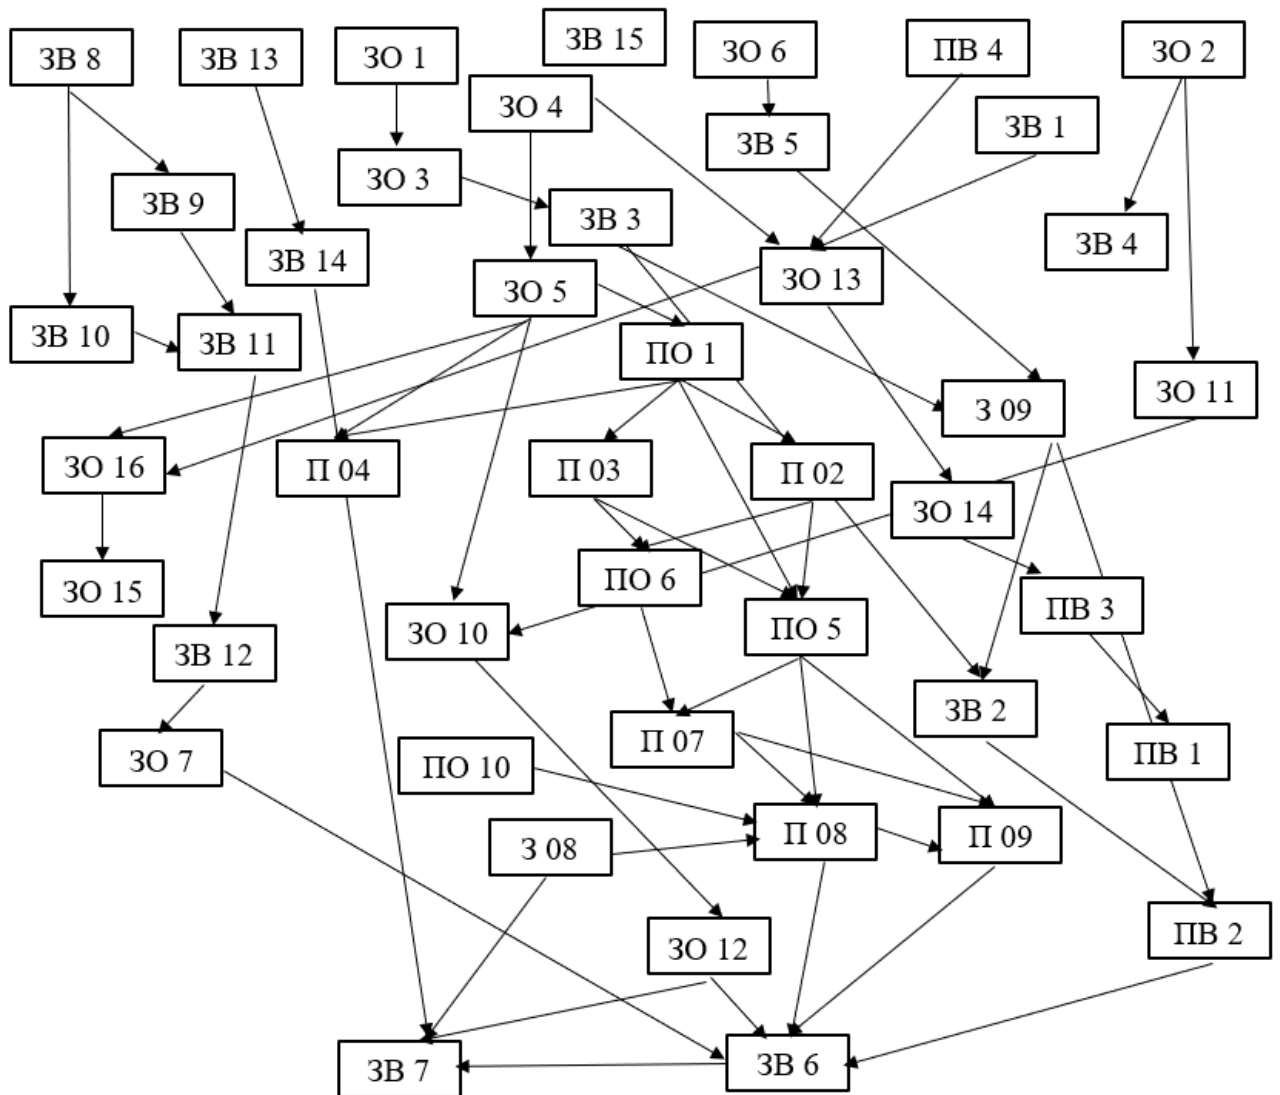 ЗВ 8
ЗВ 13
ЗО 1
ЗВ 15
ЗО 6
ПВ 4
ЗО 2
ЗО 4
ЗВ 1
ЗВ 5
ЗО 3
ЗВ 9
ЗВ 3
ЗВ 4
ЗВ 14
ЗО 13
ЗО 5
ЗВ 10
ЗВ 11
ПО 1
ЗО 11
З 09
ЗО 16
П 04
П 03
П 02
ЗО 14
ПО 6
ЗО 15
ПВ 3
ПО 5
ЗО 10
ЗВ 12
ЗВ 2
П 07
ПВ 1
ЗО 7
ПО 10
П 08
П 09
З 08
ПВ 2
ЗО 12
ЗВ 6
ЗВ 7